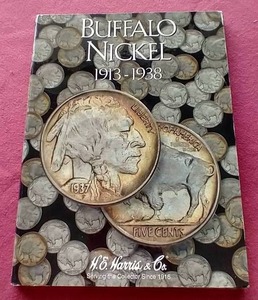 BUFFALO
NICKEL
1913-1938
LIBERTY
1937
FIVE CENTS
H.E. Harris & Co.
Serving the Collector Since 1916